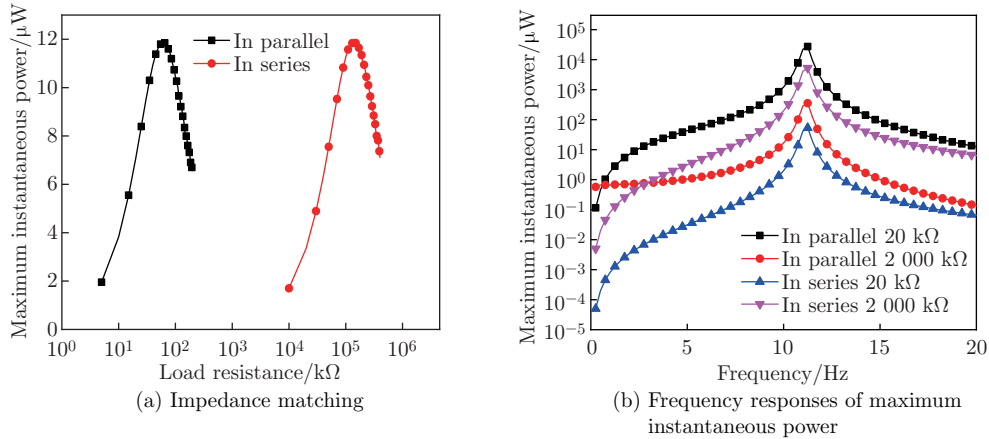 Maximum instantaneous power/μW
12
10
8
6
4
2
0
In parallel
In series
10⁰ 10¹ 10² 10³ 10⁴ 10⁵ 10⁶
Load resistance/kΩ
(a) Impedance matching
Maximum instantaneous power/μW
10⁵
10⁴
10³
10²
10¹
10⁰
10⁻¹
10⁻²
10⁻³
10⁻⁴
10⁻⁵
In parallel 20 kΩ
In parallel 2 000 kΩ
In series 20 kΩ
In series 2 000 kΩ
0 5 10 15 20
Frequency/Hz
(b) Frequency responses of maximum
instantaneous power